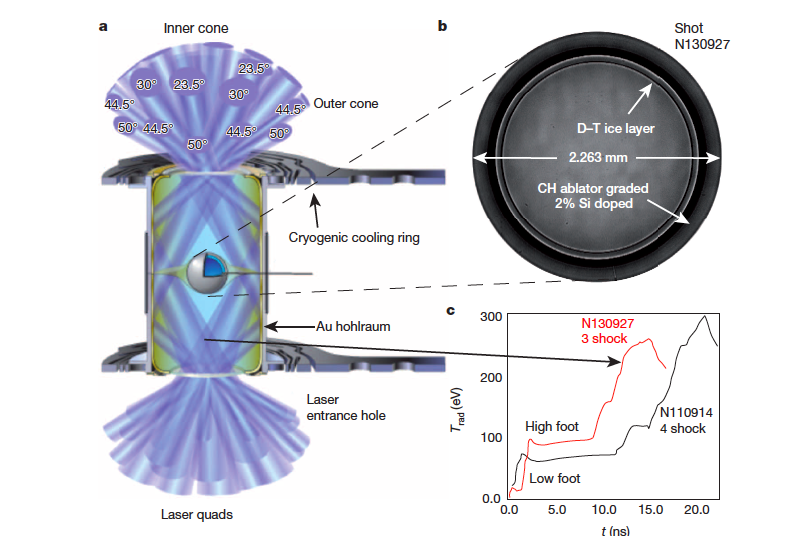 a
Inner cone
23.5°
30° 23.5°
30°
44.5°
44.5°
Outer cone
50° 44.5°
44.5° 50°
50°
Cryogenic cooling ring
Au hohlraum
Laser
entrance hole
Laser quads
b
Shot
N130927
D–T ice layer
2.263 mm
CH ablator graded
2% Si doped
c
300
200
100
0.0
T rad (eV)
N130927
3 shock
N110914
4 shock
High foot
Low foot
0.0 5.0 10.0 15.0 20.0
t (ns)